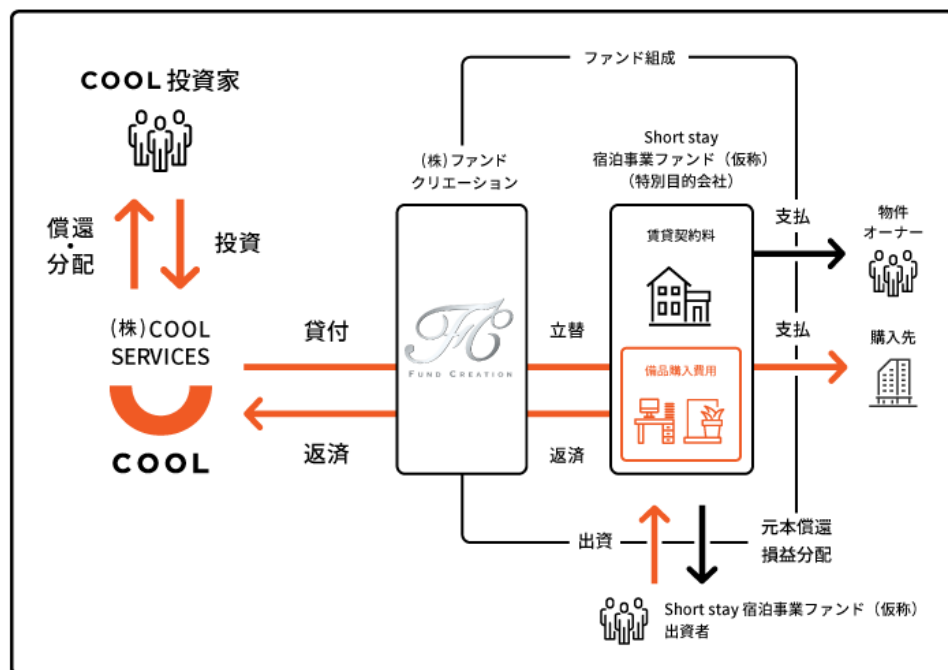 ファンド組成
COOL 投資家
(株)ファンド
クリエーション
Short stay
宿泊事業ファンド（仮称）
（特別目的会社）
償還
・
分配
投資
賃貸契約料
支払
物件
オーナー
(株)COOL
SERVICES
貸付
FUND CREATION
立替
備品購入費用
支払
購入先
COOL
返済
返済
出資
元本償還
損益分配
Short stay 宿泊事業ファンド（仮称）
出資者